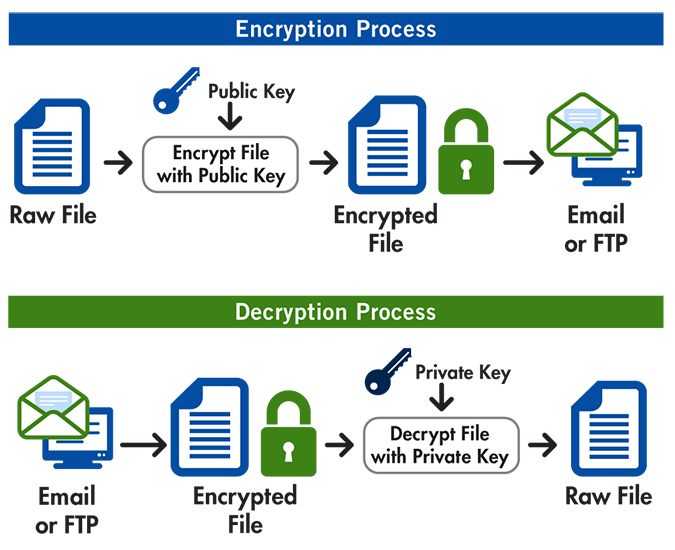 Encryption Process
Public Key
Encrypt File
with Public Key
Raw File
Encrypted
File
Email
or FTP
Decryption Process
Private Key
Decrypt File
with Private Key
Email
or FTP
Encrypted
File
Raw File